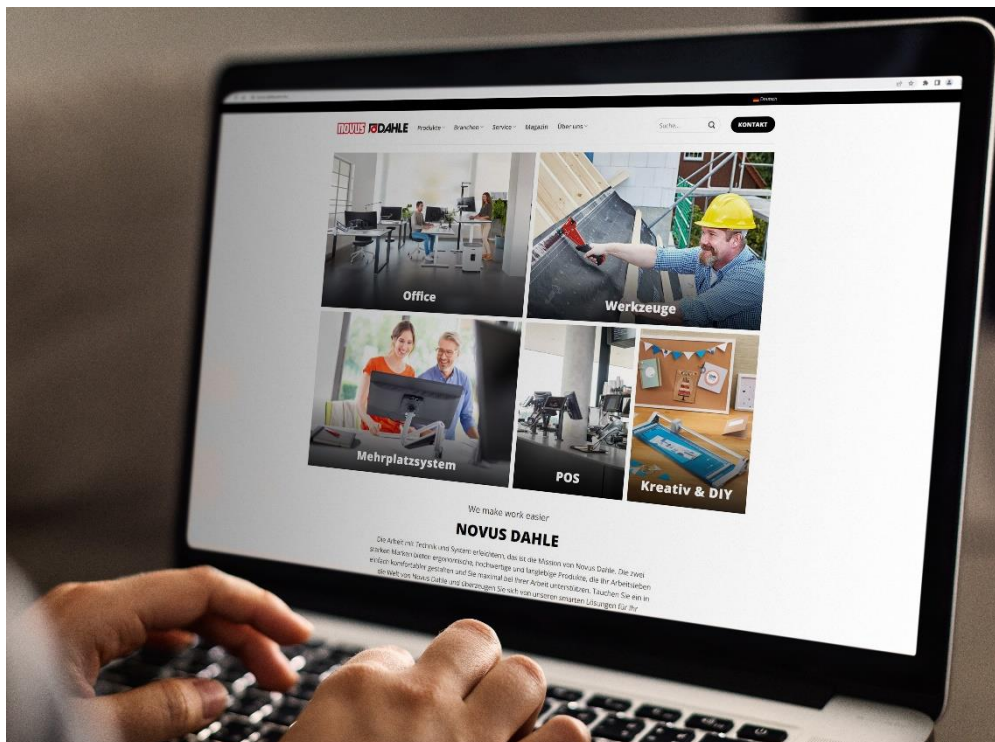 Deutsch
NOVUS DAHLE Produkte Branchen Service Magazin Über uns Suche... KONTAKT
Office
Werkzeuge
Mehrplatzsystem
POS
Kreativ & DIY
We make work easier
NOVUS DAHLE
Die Arbeit mit Technik und System erleichtern, das ist die Mission von Novus Dahle. Die zwei
starken Marken bieten ergonomische, hochwertige und langlebige Produkte, die Ihr Arbeitsleben
einfach komfortabler gestalten und Sie maximal bei Ihrer Arbeit unterstützen. Tauchen Sie ein in
die Welt von Novus Dahle und überzeugen Sie sich von unseren smarten Lösungen für Ihr